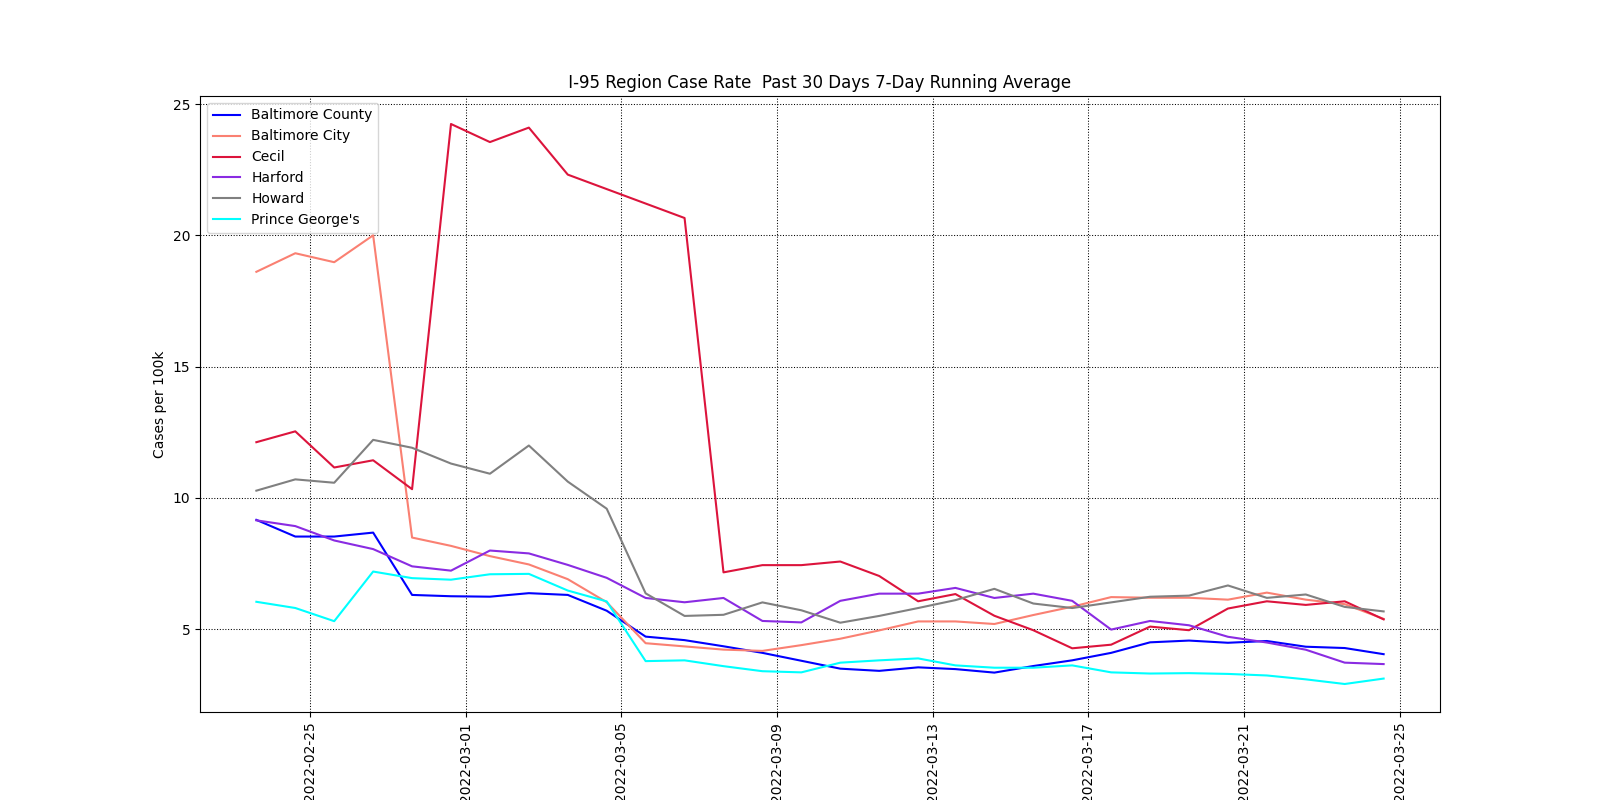 I-95 Region Case Rate  Past 30 Days 7-Day Running Average
Baltimore County
Baltimore City
Cecil
Harford
Howard
Prince George's
Cases per 100k
25
20
15
10
5
2022-02-25
2022-03-01
2022-03-05
2022-03-09
2022-03-13
2022-03-17
2022-03-21
2022-03-25